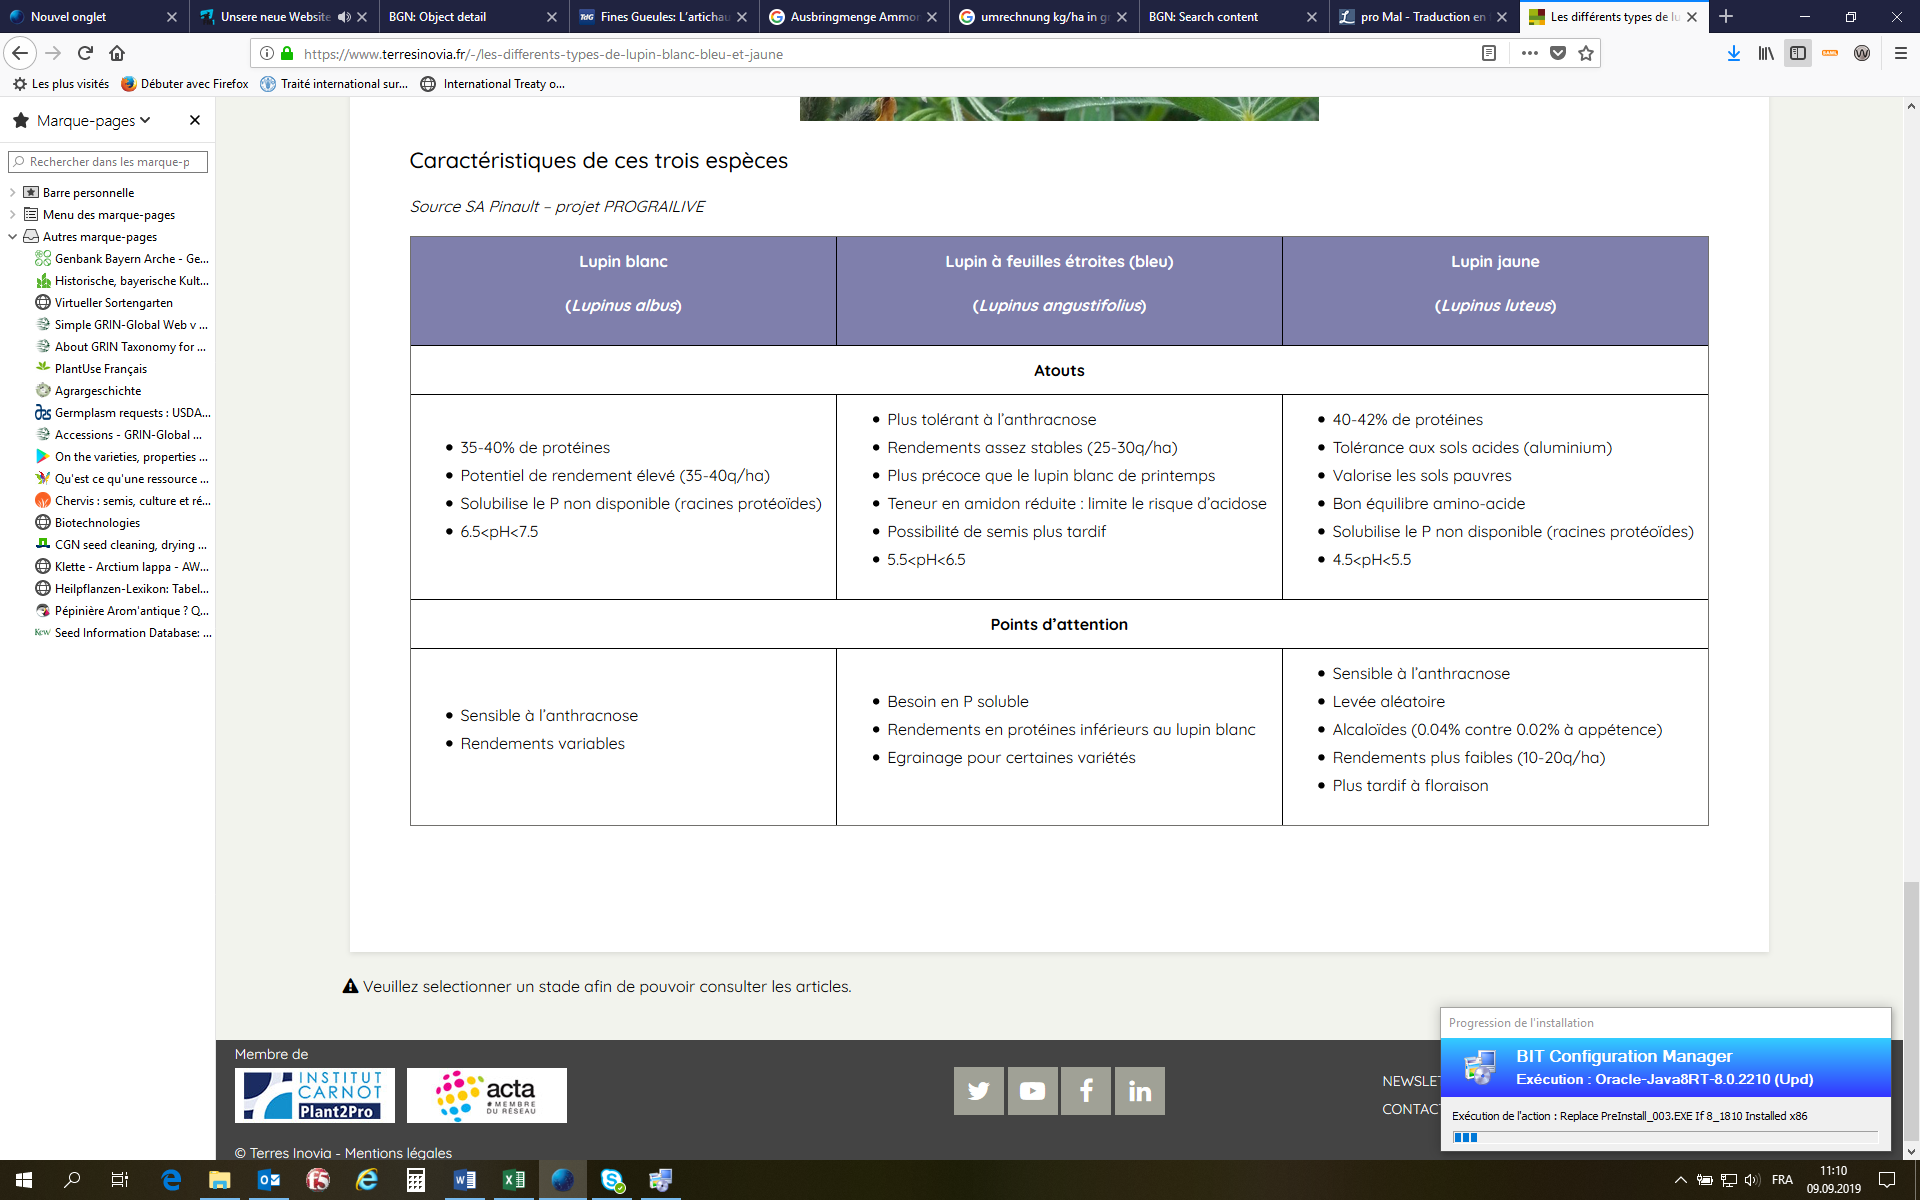 Nouvel onglet
Unsere neue Website
BGN: Object detail
TdG Fines Gueules: L'artichau
Ausbringmenge Ammor
umrechnung kg/ha in g
BGN: Search content
pro Mal - Traduction en
Les différents types de lu
https://www.terresinovia.fr/-/les-differents-types-de-lupin-blanc-bleu-et-jaune
Les plus visités
Débuter avec Firefox
Traité international sur...
International Treaty o...
Marque-pages
Rechercher dans les marque-p
Barre personnelle
Menu des marque-pages
Autres marque-pages
Genbank Bayern Arche - Ge...
Historische, bayerische Kult...
Virtueller Sortengarten
Simple GRIN-Global Web v ...
About GRIN Taxonomy for ...
PlantUse Français
Agrargeschichte
Germplasm requests : USDA...
Accessions - GRIN-Global ...
On the varieties, properties ...
Qu'est ce qu'une ressource ...
Chervis : semis, culture et ré...
Biotechnologies
CGN seed cleaning, drying ...
Klette - Arctium lappa - AW...
Heilpflanzen-Lexikon: Tabel...
Pépinière Arom'antique ? Q...
Kew Seed Information Database: ...
Caractéristiques de ces trois espèces
Source SA Pinault – projet PROGRAILIVE
Lupin blanc
(Lupinus albus)
Lupin à feuilles étroites (bleu)
(Lupinus angustifolius)
Lupin jaune
(Lupinus luteus)
Atouts
• 35-40% de protéines
• Potentiel de rendement élevé (35-40q/ha)
• Solubilise le P non disponible (racines protéoïdes)
• 6.5<pH<7.5
• Plus tolérant à l'anthracnose
• Rendements assez stables (25-30q/ha)
• Plus précoce que le lupin blanc de printemps
• Teneur en amidon réduite : limite le risque d'acidose
• Possibilité de semis plus tardif
• 5.5<pH<6.5
• 40-42% de protéines
• Tolérance aux sols acides (aluminium)
• Valorise les sols pauvres
• Bon équilibre amino-acide
• Solubilise le P non disponible (racines protéoïdes)
• 4.5<pH<5.5
Points d'attention
• Sensible à l'anthracnose
• Rendements variables
• Besoin en P soluble
• Rendements en protéines inférieurs au lupin blanc
• Egrainage pour certaines variétés
• Sensible à l'anthracnose
• Levée aléatoire
• Alcaloïdes (0.04% contre 0.02% à appétence)
• Rendements plus faibles (10-20q/ha)
• Plus tardif à floraison
Veuillez selectionner un stade afin de pouvoir consulter les articles.
Membre de
INSTITUT
CARNOT
Plant2Pro
acta
MEMBRE
DU RÉSEAU
NEWSLET
CONTACT
© Terres Inovia - Mentions légales
Progression de l'installation
BIT Configuration Manager
Exécution : Oracle-Java8RT-8.0.2210 (Upd)
Exécution de l'action : Replace PreInstall_003.EXE If 8_1810 Installed x86
FRA
11:10
09.09.2019